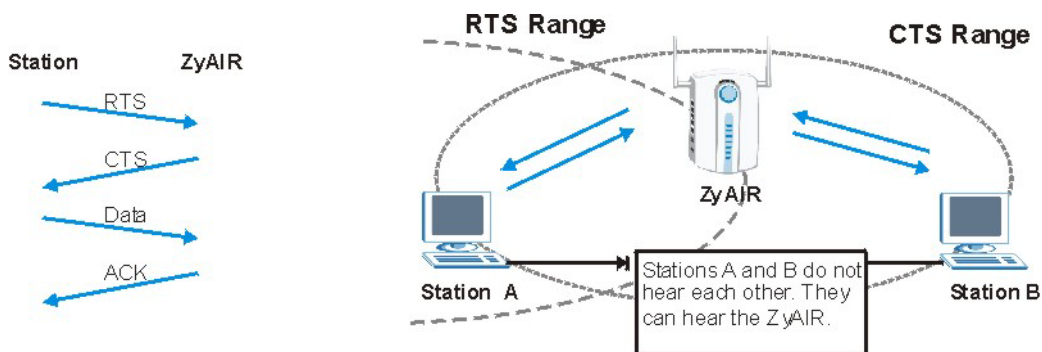 Station ZyAIR
RTS
CTS
Data
ACK
RTS Range
CTS Range
ZyAIR
Station A
Stations A and B do not
hear each other. They
can hear the ZyAIR.
Station B